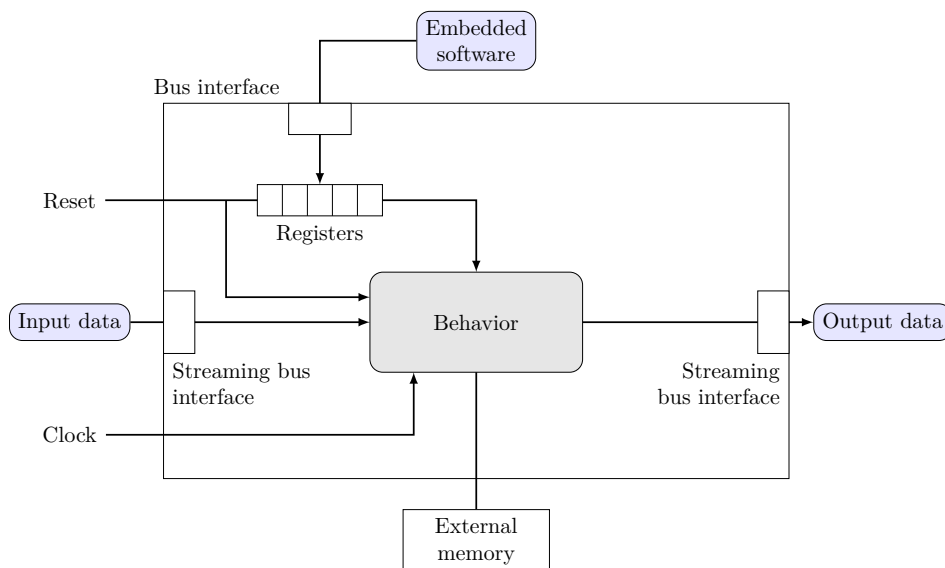 Embedded
software
Bus interface
Reset
Registers
Input data
Behavior
Output data
Streaming bus
interface
Streaming
bus interface
Clock
External
memory